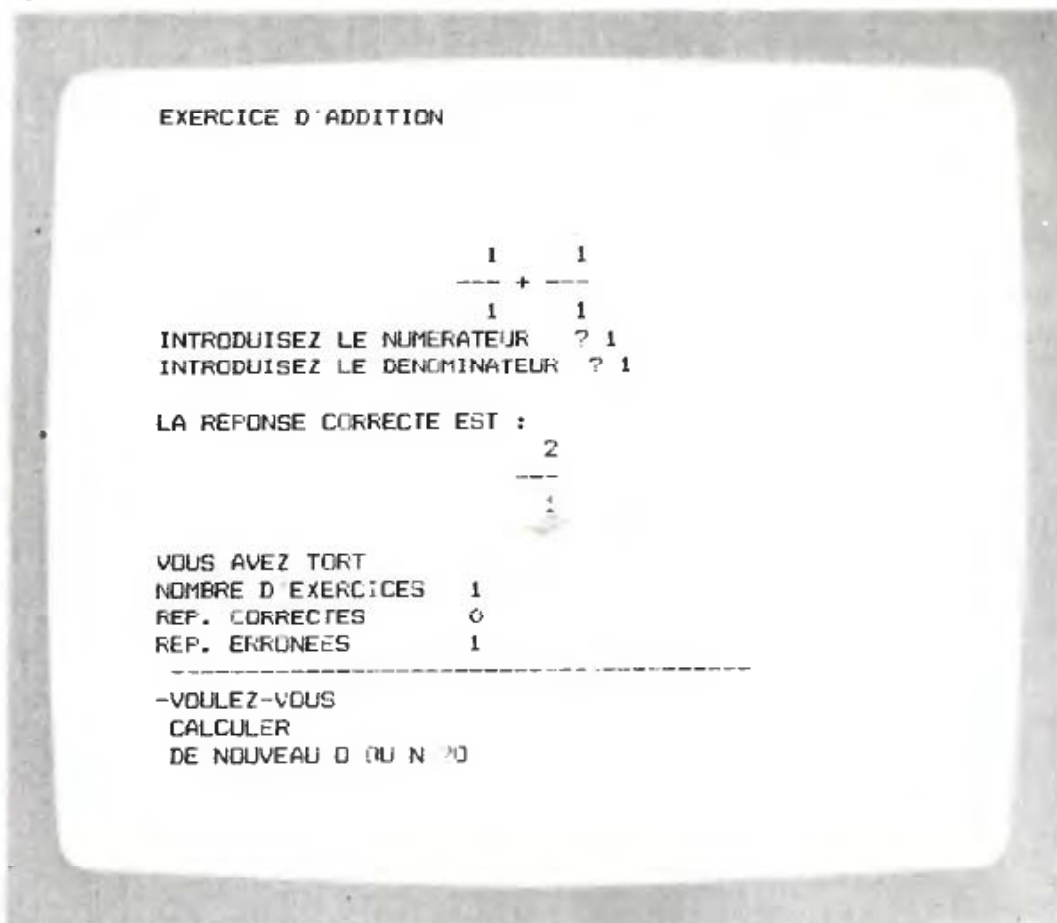 EXERCICE D'ADDITION
1 1
--- + ---
1 1
INTRODUISEZ LE NUMERATEUR ? 1
INTRODUISEZ LE DENOMINATEUR ? 1
LA REPONSE CORRECTE EST :
2
---
1
VOUS AVEZ TORT
NOMBRE D'EXERCICES 1
REP. CORRECTES 0
REP. ERRONEES 1
-----------------------------------------
-VOULEZ-VOUS
CALCULER
DE NOUVEAU O OU N ?O